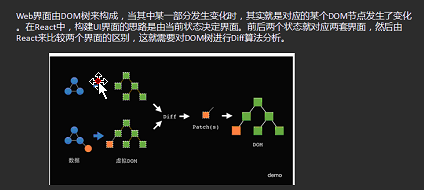 Web界面由DOM树来构成，当其中某一部分发生变化时，其实就是对应的某个DOM节点发生了变化
。在React中，构建UI界面的思路是由当前状态决定界面。前后两个状态就对应两套界面，然后由
React来比较两个界面的区别，这就需要对DOM树进行Diff算法分析。
Diff
Patch(s)
DOM
数据
虚拟DOM
demo